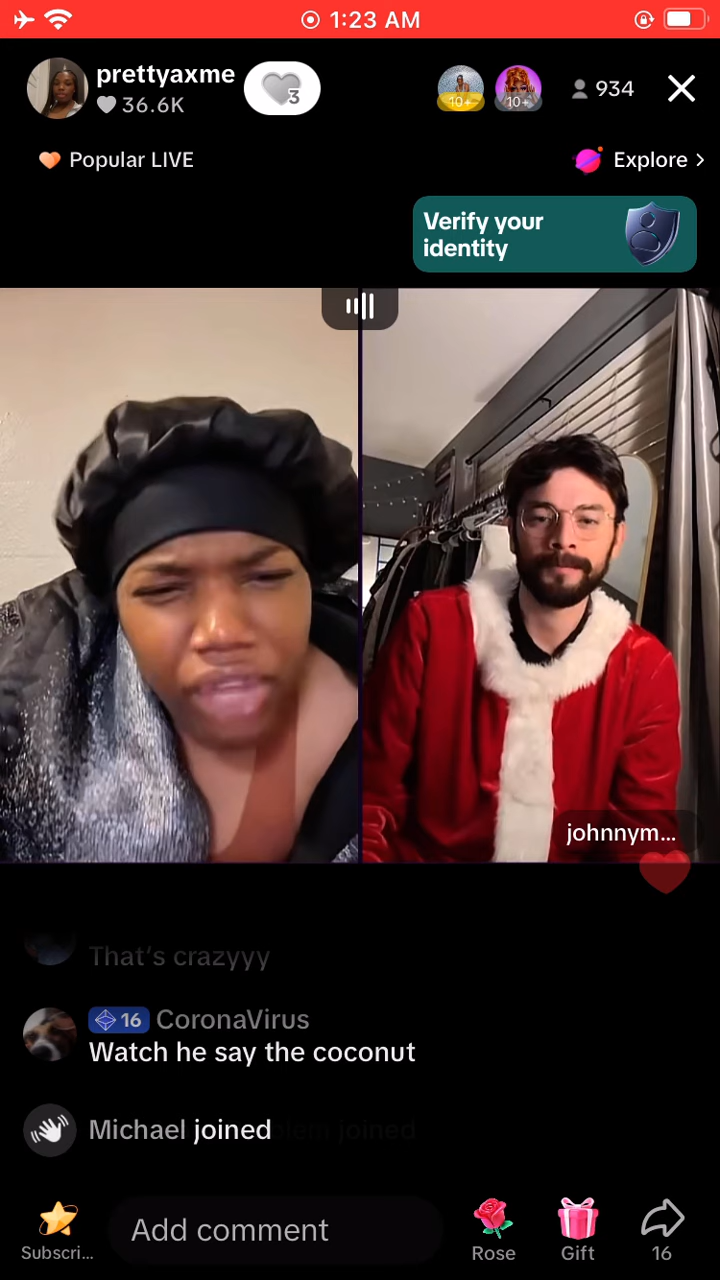 1:23 AM
prettyaxme
36.6K
3
10+
10+
934
Popular LIVE
Explore >
Verify your
identity
johnnym...
That's crazyyy
16 CoronaVirus
Watch he say the coconut
Michael joined
joined
Subscri...
Add comment
Rose
Gift
16